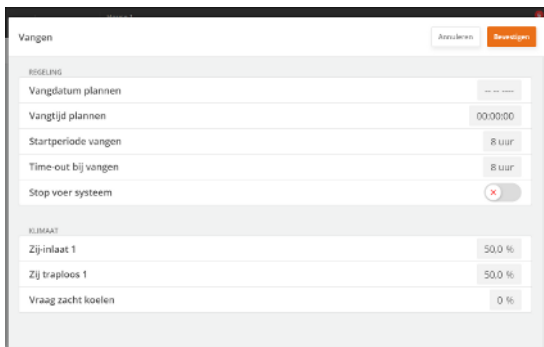 Vangen
Annuleren
Bevestigen
REGELING
Vangdatum plannen
-- -- ----
Vangtijd plannen
00:00:00
Startperiode vangen
8 uur
Time-out bij vangen
8 uur
Stop voer systeem
KLIMAAT
Zij-inlaat 1
50,0 %
Zij traploos 1
50,0 %
Vraag zacht koelen
0 %